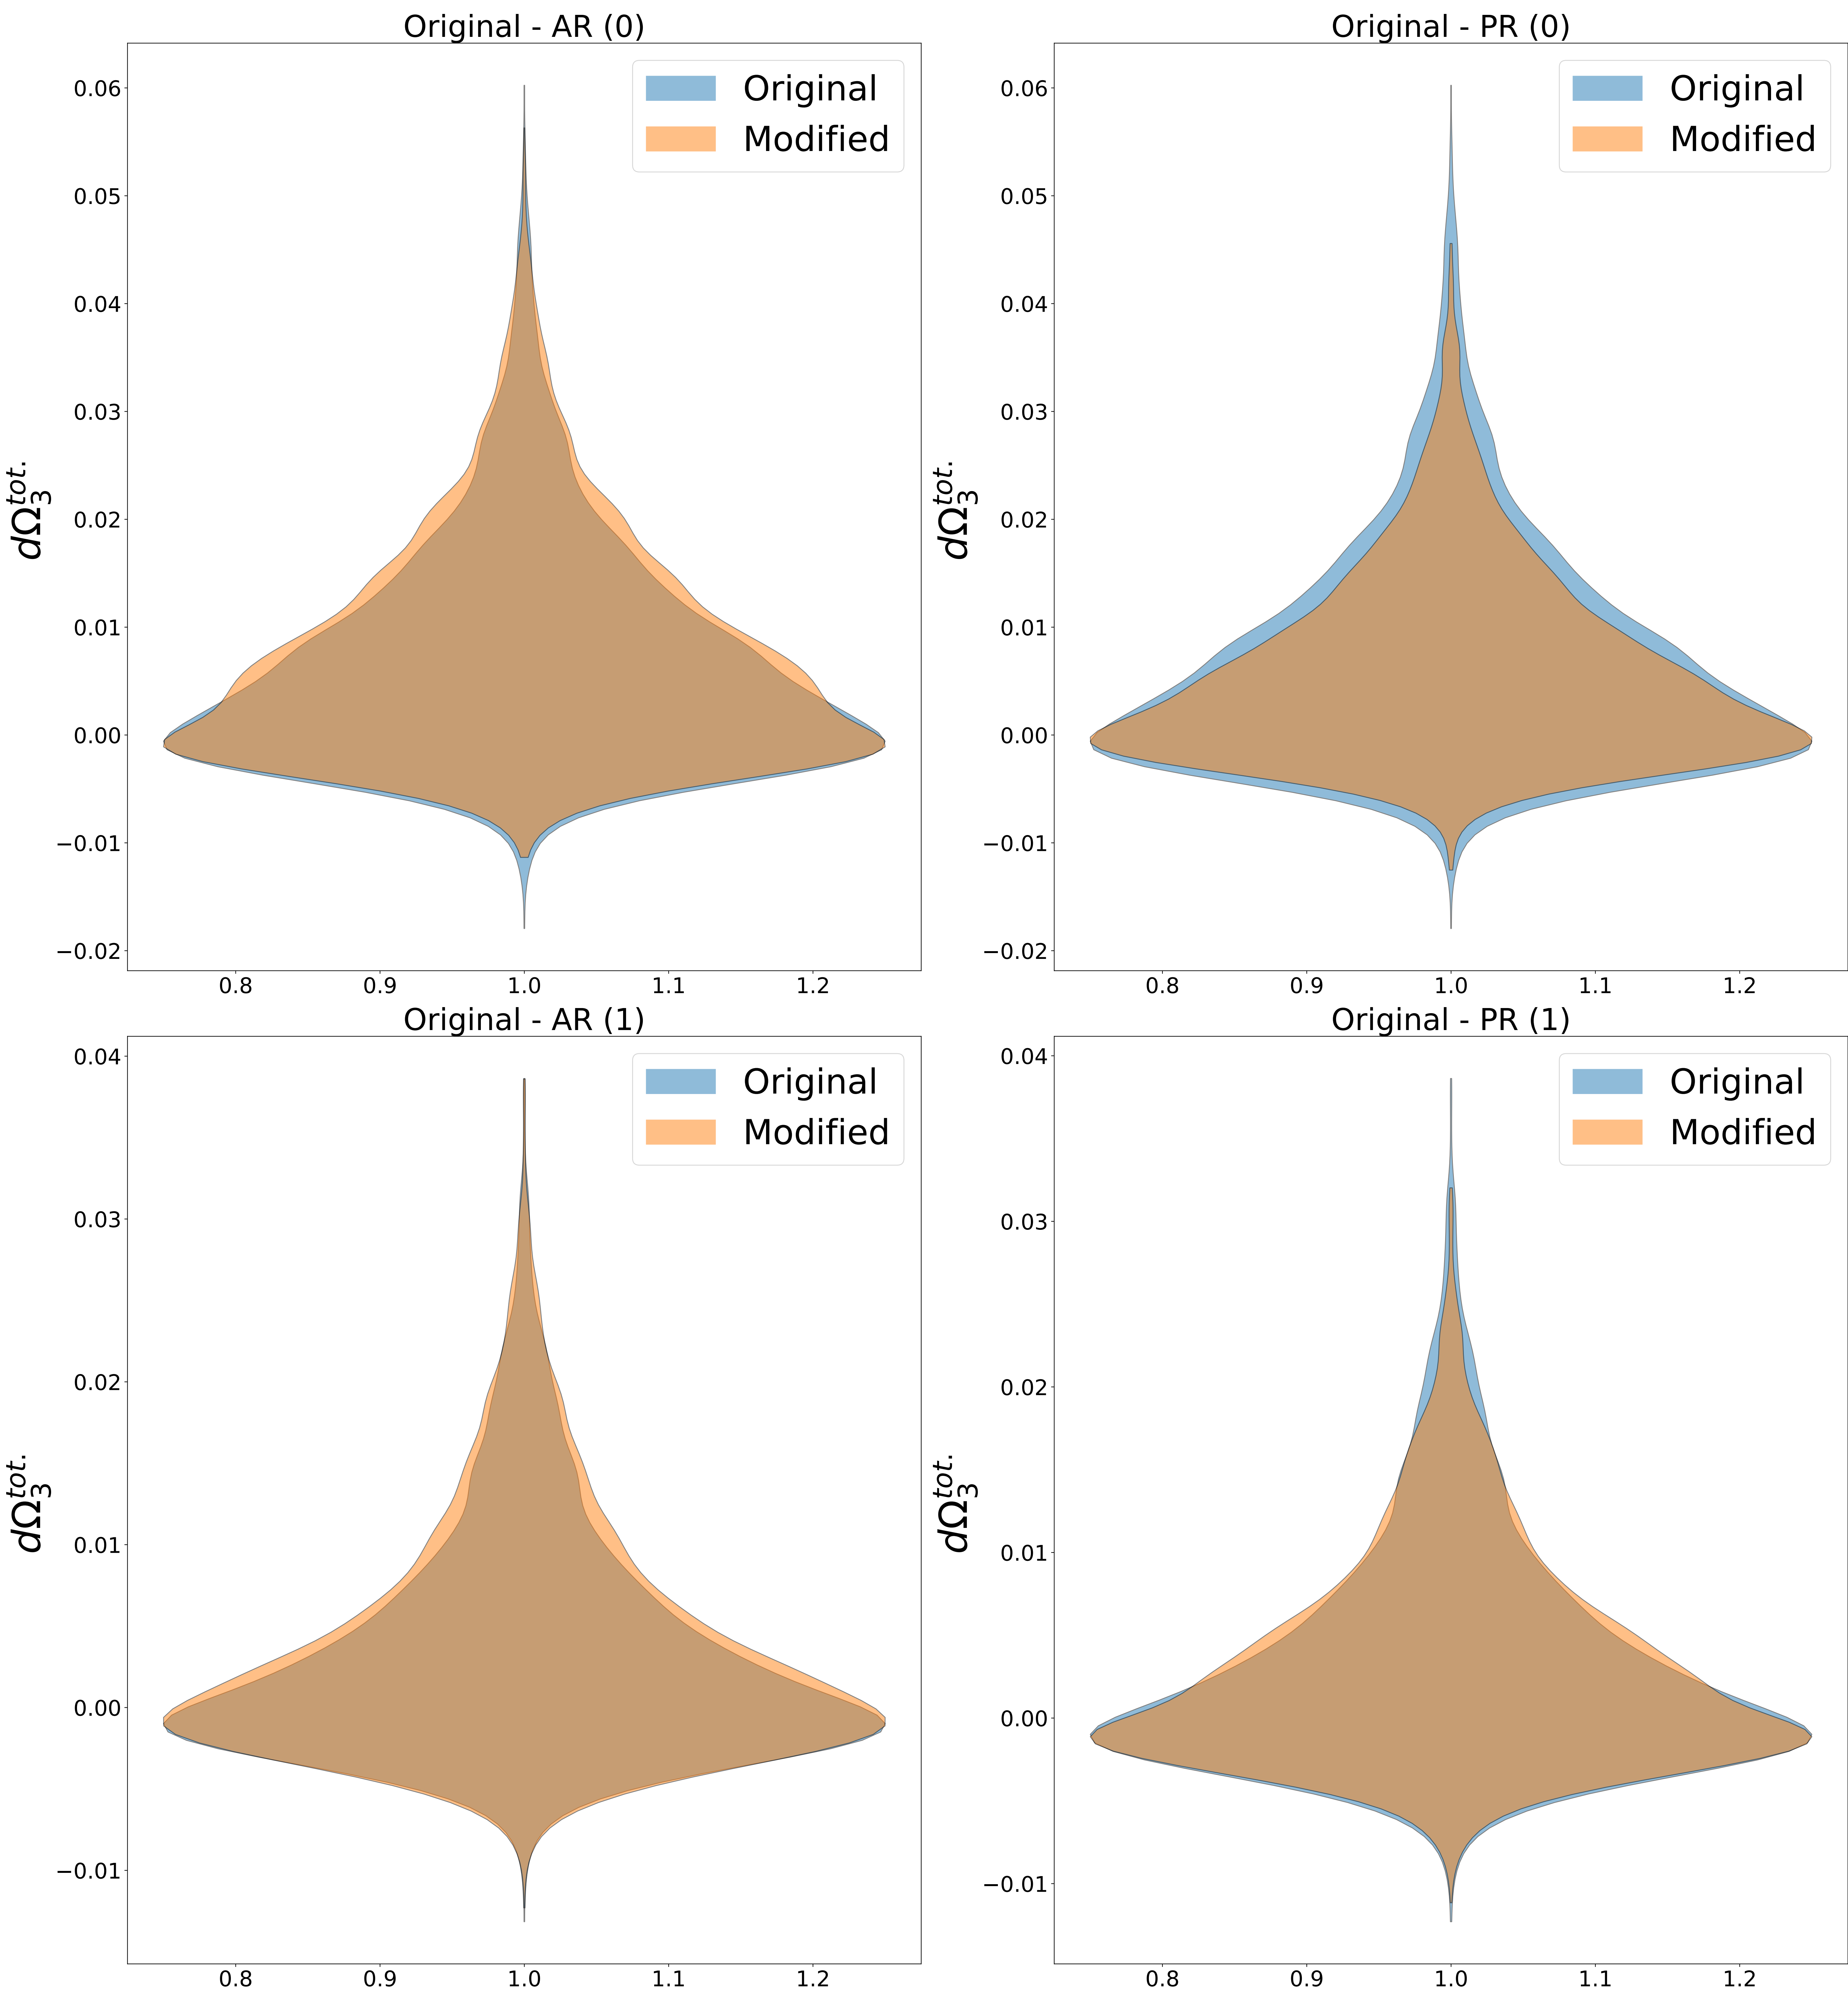 Original - AR (0)
Original
Modified
0.06
0.05
0.04
0.03
0.02
0.01
0.00
−0.01
−0.02
dΩ₃ᵗᵒᵗ·
0.8 0.9 1.0 1.1 1.2
Original - PR (0)
Original
Modified
0.06
0.05
0.04
0.03
0.02
0.01
0.00
−0.01
−0.02
dΩ₃ᵗᵒᵗ·
0.8 0.9 1.0 1.1 1.2
Original - AR (1)
Original
Modified
0.04
0.03
0.02
0.01
0.00
−0.01
dΩ₃ᵗᵒᵗ·
0.8 0.9 1.0 1.1 1.2
Original - PR (1)
Original
Modified
0.04
0.03
0.02
0.01
0.00
−0.01
dΩ₃ᵗᵒᵗ·
0.8 0.9 1.0 1.1 1.2